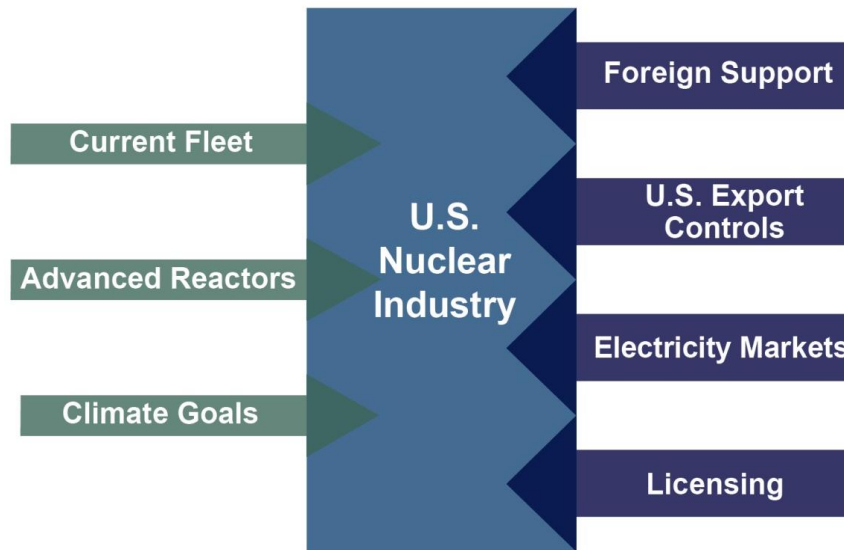 Current Fleet
Advanced Reactors
Climate Goals
U.S.
Nuclear
Industry
Foreign Support
U.S. Export
Controls
Electricity Markets
Licensing